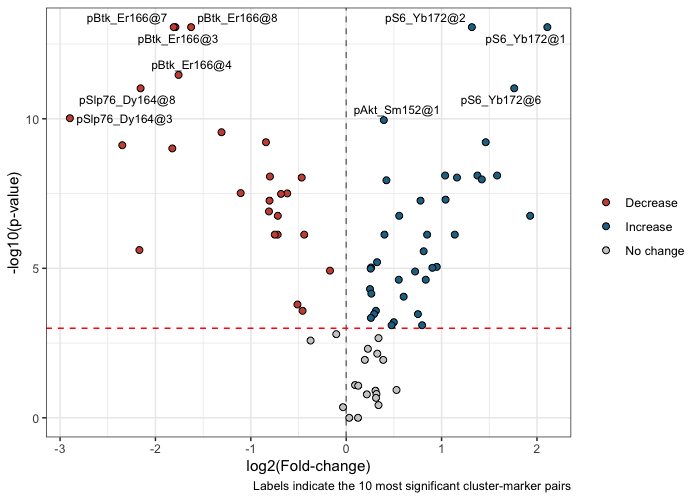 pBtk_Er166@7
pBtk_Er166@8
pS6_Yb172@2
pBtk_Er166@3
pS6_Yb172@1
pBtk_Er166@4
pSlp76_Dy164@8
pS6_Yb172@6
pAkt_Sm152@1
pSlp76_Dy164@3
10
5
0
-log10(p-value)
-3
-2
-1
0
1
2
log2(Fold-change)
Decrease
Increase
No change
Labels indicate the 10 most significant cluster-marker pairs